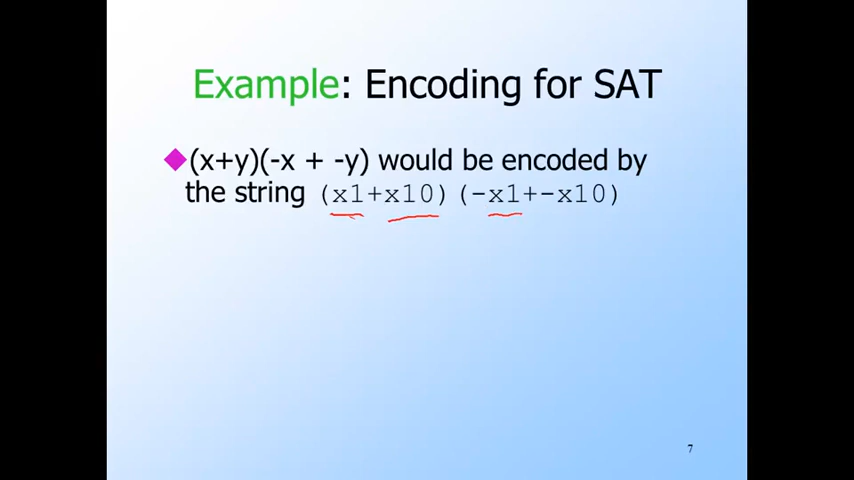 Example: Encoding for SAT
(x+y)(-x + -y) would be encoded by
the string (x1+x10)(-x1+-x10)
7